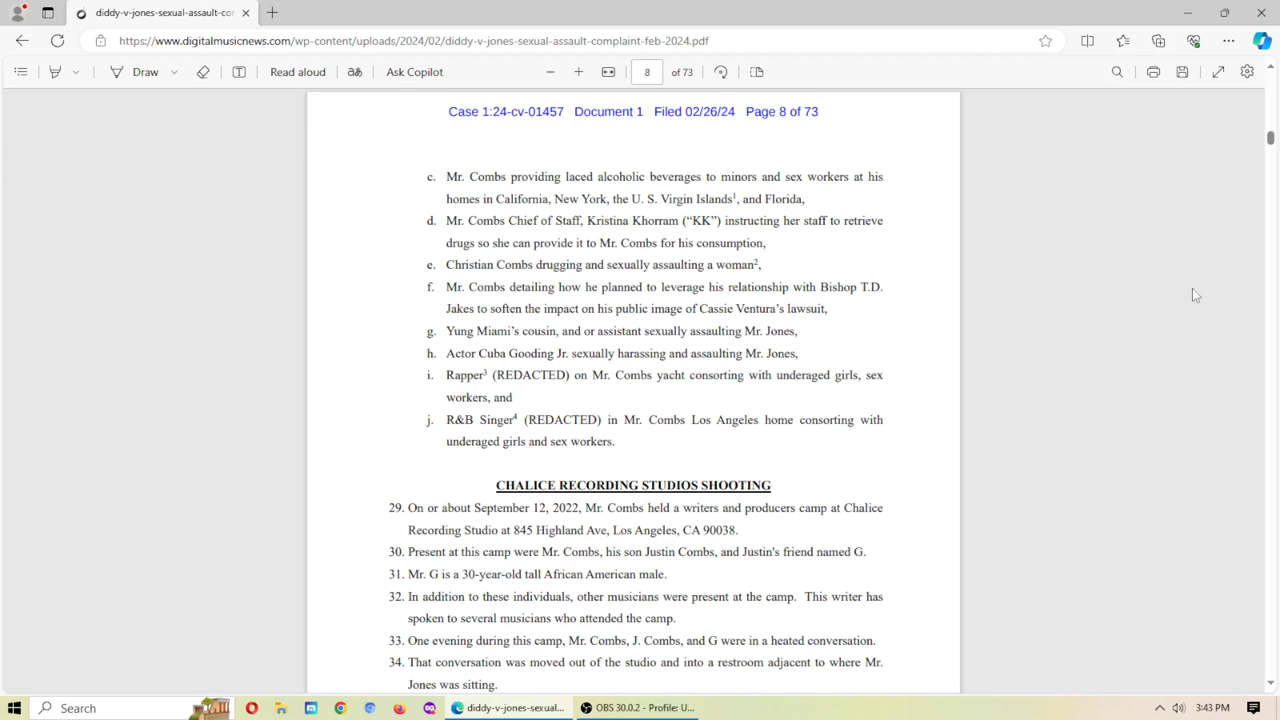 diddy-v-jones-sexual-assault-co
https://www.digitalmusicnews.com/wp-content/uploads/2024/02/diddy-v-jones-sexual-assault-complaint-feb-2024.pdf
Draw
Read aloud
Ask Copilot
8 of 73
Case 1:24-cv-01457 Document 1 Filed 02/26/24 Page 8 of 73
c. Mr. Combs providing laced alcoholic beverages to minors and sex workers at his
homes in California, New York, the U. S. Virgin Islands1, and Florida,
d. Mr. Combs Chief of Staff, Kristina Khorram (“KK”) instructing her staff to retrieve
drugs so she can provide it to Mr. Combs for his consumption,
e. Christian Combs drugging and sexually assaulting a woman2,
f. Mr. Combs detailing how he planned to leverage his relationship with Bishop T.D.
Jakes to soften the impact on his public image of Cassie Ventura’s lawsuit,
g. Yung Miami’s cousin, and or assistant sexually assaulting Mr. Jones,
h. Actor Cuba Gooding Jr. sexually harassing and assaulting Mr. Jones,
i. Rapper3 (REDACTED) on Mr. Combs yacht consorting with underaged girls, sex
workers, and
j. R&B Singer4 (REDACTED) in Mr. Combs Los Angeles home consorting with
underaged girls and sex workers.
CHALICE RECORDING STUDIOS SHOOTING
29. On or about September 12, 2022, Mr. Combs held a writers and producers camp at Chalice
Recording Studio at 845 Highland Ave, Los Angeles, CA 90038.
30. Present at this camp were Mr. Combs, his son Justin Combs, and Justin's friend named G.
31. Mr. G is a 30-year-old tall African American male.
32. In addition to these individuals, other musicians were present at the camp. This writer has
spoken to several musicians who attended the camp.
33. One evening during this camp, Mr. Combs, J. Combs, and G were in a heated conversation.
34. That conversation was moved out of the studio and into a restroom adjacent to where Mr.
Jones was sitting.
Search
diddy-v-jones-sexual...
OBS 30.0.2 - Profile: U...
3:43 PM